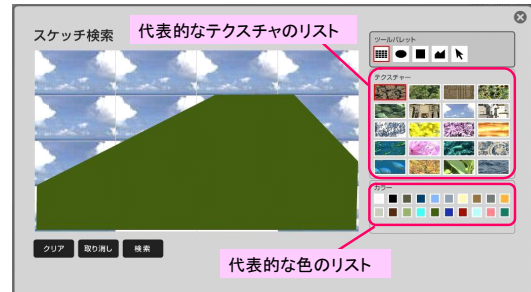 スケッチ検索
代表的なテクスチャのリスト
ツールパレット
テクスチャー
カラー
クリア
取り消し
検索
代表的な色のリスト